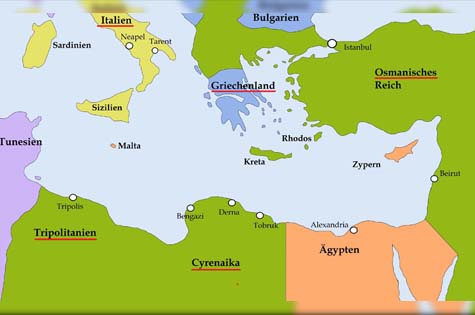 Italien
Bulgarien
Neapel
Tarent
Istanbul
Sardinien
Osmanisches
Reich
Griechenland
Sizilien
Rhodos
Tunesien
Malta
Kreta
Zypern
Beirut
Tripolis
Bengazi
Derna
Tobruk
Alexandria
Tripolitanien
Ägypten
Cyrenaika